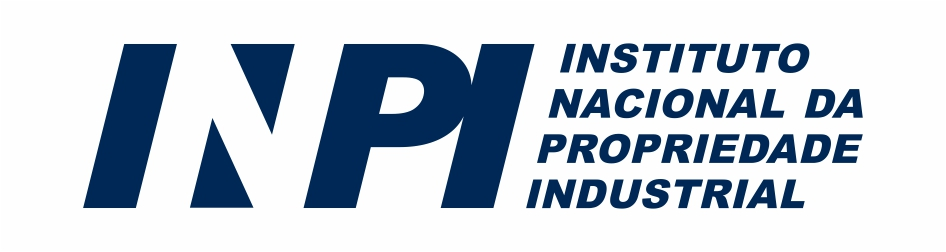 INPI
INSTITUTO
NACIONAL DA
PROPRIEDADE
INDUSTRIAL